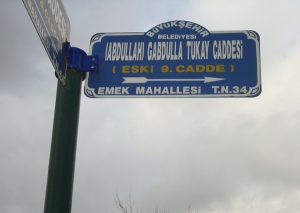 BÜYÜKŞEHİR
BELEDİYESİ
(ABDULLAH) GABDULLA TUKAY CADDESİ
( ESKİ 9. CADDE )
EMEK MAHALLESİ T.N.34